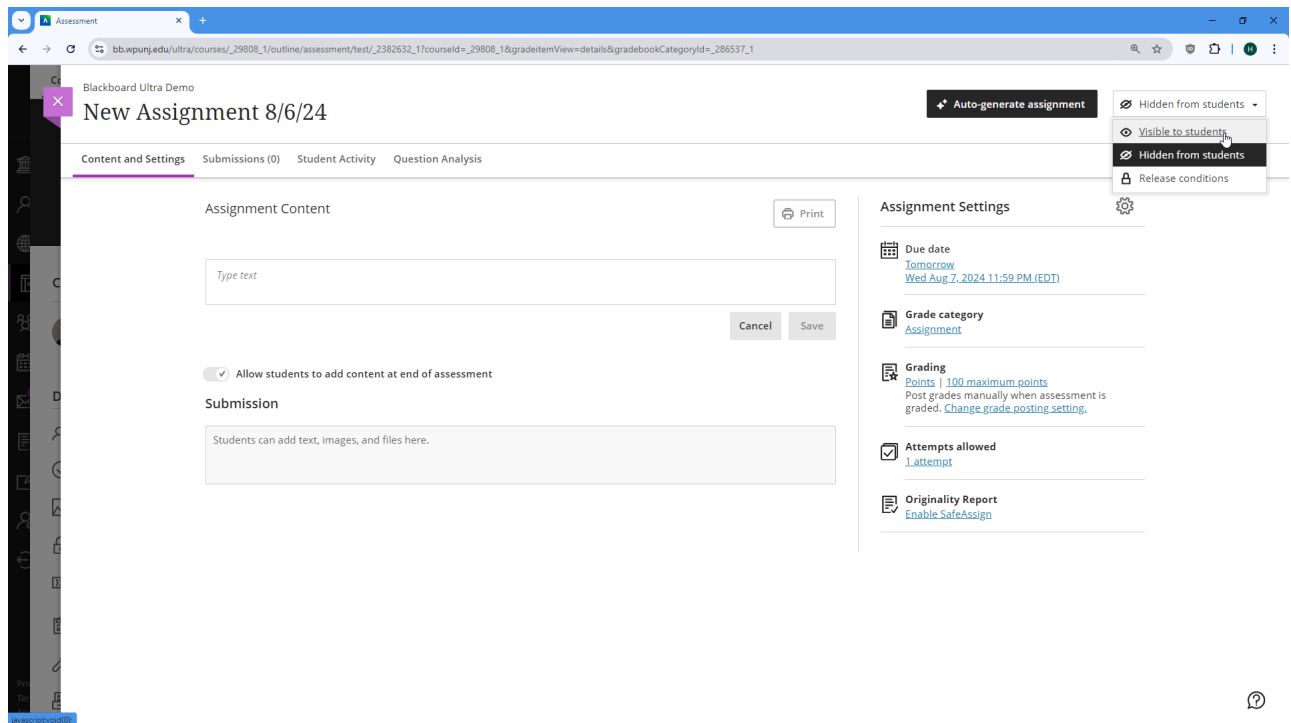 Assessment
bb.wpunj.edu/ultra/courses/_29808_1/outline/assessment/test/_2382632_1?courseId=_29808_1&gradeitemView=details&gradebookCategoryId=_286537_1
H
Blackboard Ultra Demo
New Assignment 8/6/24
Auto-generate assignment
Hidden from students
Visible to students
Hidden from students
Release conditions
Content and Settings Submissions (0) Student Activity Question Analysis
Assignment Content
Print
Type text
Cancel Save
Allow students to add content at end of assessment
Submission
Students can add text, images, and files here.
Assignment Settings
Due date
Tomorrow
Wed Aug 7, 2024 11:59 PM (EDT)
Grade category
Assignment
Grading
Points | 100 maximum points
Post grades manually when assessment is
graded. Change grade posting setting.
Attempts allowed
1 attempt
Originality Report
Enable SafeAssign
javascript:void(0);